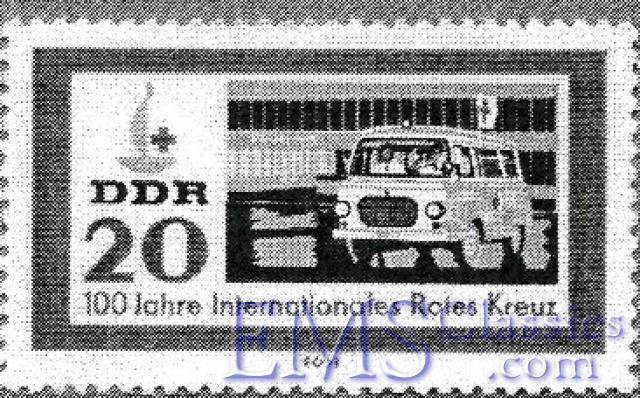 DDR
20
100 Jahre Internationales Rotes Kreuz
EMS Classics
.com